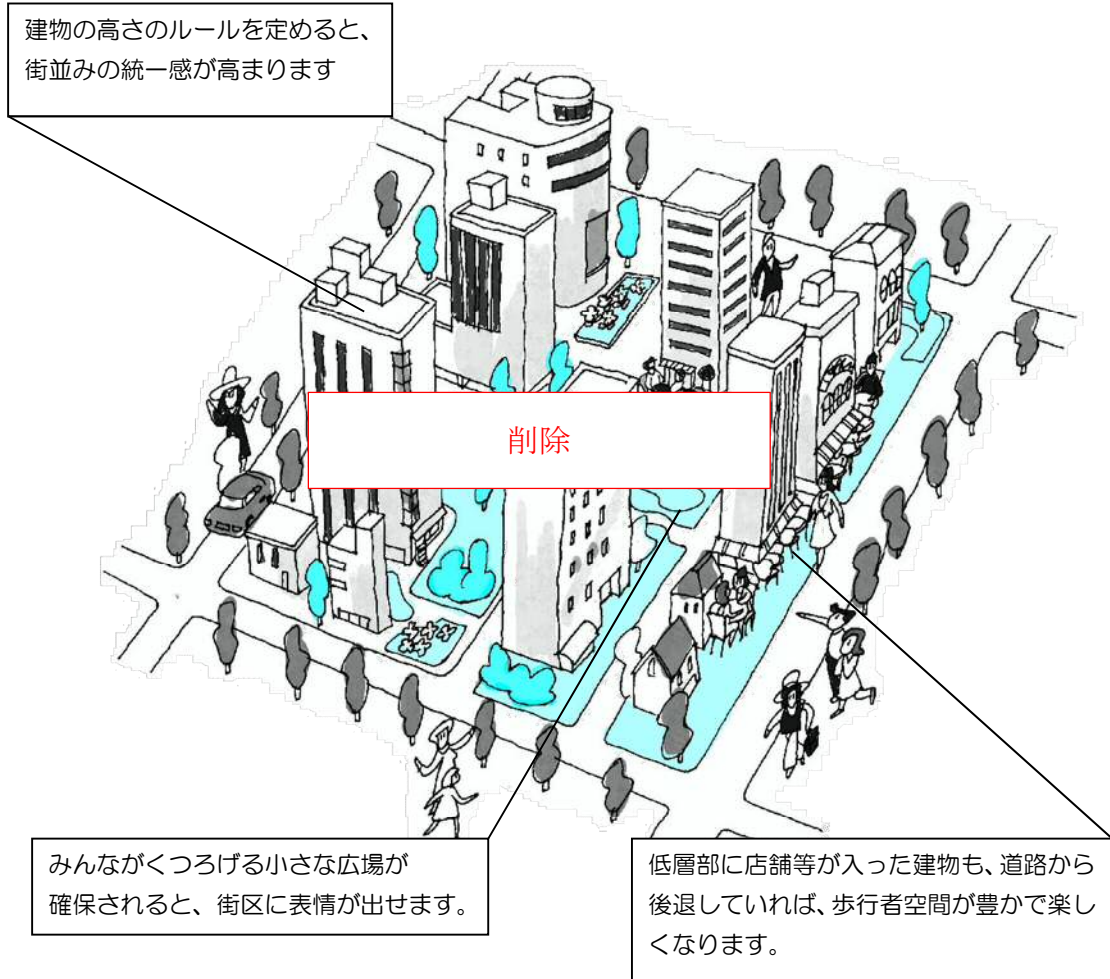 建物の高さのルールを定めると、
街並みの統一感が高まります
削除
みんながくつろげる小さな広場が
確保されると、街区に表情が出せます。
低層部に店舗等が入った建物も、道路から
後退していれば、歩行者空間が豊かで楽し
くなります。